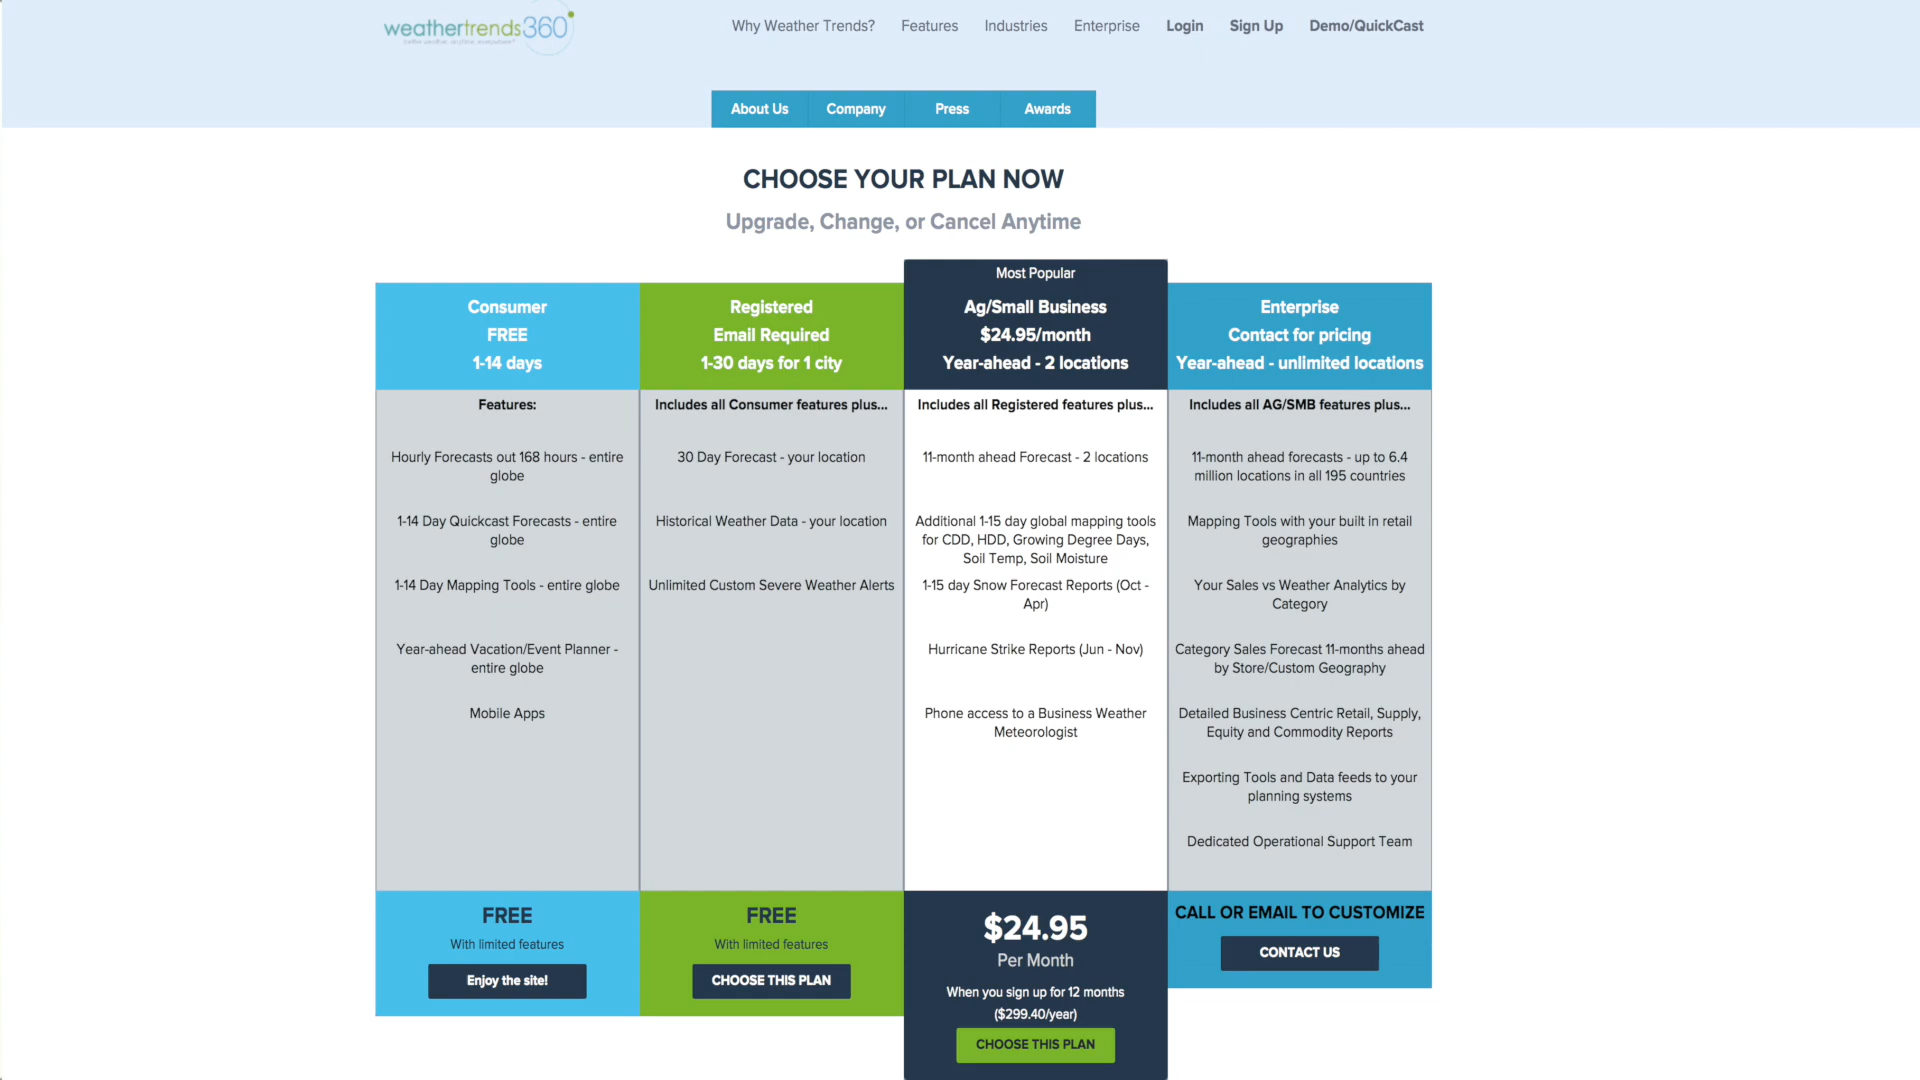 weathertrends360
Why Weather Trends?
Features
Industries
Enterprise
Login
Sign Up
Demo/QuickCast
About Us
Company
Press
Awards
CHOOSE YOUR PLAN NOW
Upgrade, Change, or Cancel Anytime
Consumer
FREE
1-14 days
Features:
Hourly Forecasts out 168 hours - entire
globe
1-14 Day Quickcast Forecasts - entire
globe
1-14 Day Mapping Tools - entire globe
Year-ahead Vacation/Event Planner -
entire globe
Mobile Apps
FREE
With limited features
Enjoy the site!
Registered
Email Required
1-30 days for 1 city
Includes all Consumer features plus...
30 Day Forecast - your location
Historical Weather Data - your location
Unlimited Custom Severe Weather Alerts
FREE
With limited features
CHOOSE THIS PLAN
Most Popular
Ag/Small Business
$24.95/month
Year-ahead - 2 locations
Includes all Registered features plus...
11-month ahead Forecast - 2 locations
Additional 1-15 day global mapping tools
for CDD, HDD, Growing Degree Days,
Soil Temp, Soil Moisture
1-15 day Snow Forecast Reports (Oct -
Apr)
Hurricane Strike Reports (Jun - Nov)
Phone access to a Business Weather
Meteorologist
$24.95
Per Month
When you sign up for 12 months
($299.40/year)
CHOOSE THIS PLAN
Enterprise
Contact for pricing
Year-ahead - unlimited locations
Includes all AG/SMB features plus...
11-month ahead forecasts - up to 6.4
million locations in all 195 countries
Mapping Tools with your built in retail
geographies
Your Sales vs Weather Analytics by
Category
Category Sales Forecast 11-months ahead
by Store/Custom Geography
Detailed Business Centric Retail, Supply,
Equity and Commodity Reports
Exporting Tools and Data feeds to your
planning systems
Dedicated Operational Support Team
CALL OR EMAIL TO CUSTOMIZE
CONTACT US